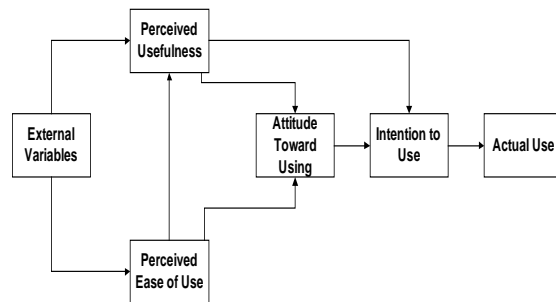 Perceived
Usefulness
External
Variables
Attitude
Toward
Using
Intention to
Use
Actual Use
Perceived
Ease of Use